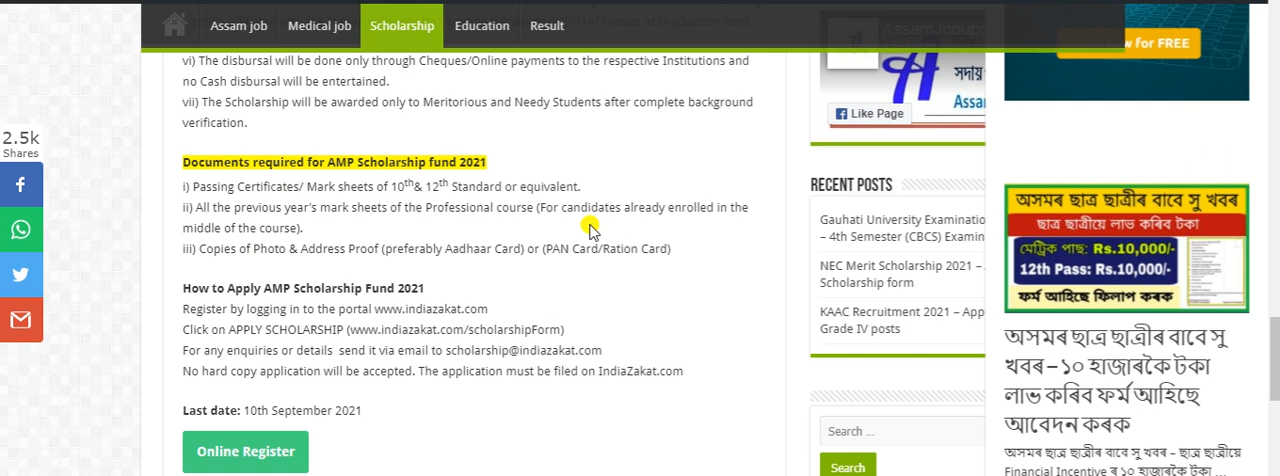 Assam job
Medical job
Scholarship
Education
Result
of classes at Graduation level.
vi) The disbursal will be done only through Cheques/Online payments to the respective Institutions and
no Cash disbursal will be entertained.
vii) The Scholarship will be awarded only to Meritorious and Needy Students after complete background
verification.
Documents required for AMP Scholarship fund 2021
i) Passing Certificates/ Mark sheets of 10th& 12th Standard or equivalent.
ii) All the previous year's mark sheets of the Professional course (For candidates already enrolled in the
middle of the course).
iii) Copies of Photo & Address Proof (preferably Aadhaar Card) or (PAN Card/Ration Card)
How to Apply AMP Scholarship Fund 2021
Register by logging in to the portal www.indiazakat.com
Click on APPLY SCHOLARSHIP (www.indiazakat.com/scholarshipForm)
For any enquiries or details send it via email to scholarship@indiazakat.com
No hard copy application will be accepted. The application must be filed on IndiaZakat.com
Last date: 10th September 2021
Online Register
2.5k
Shares
সদায়
Assa
Like Page
RECENT POSTS
Gauhati University Examinatio
– 4th Semester (CBCS) Examin
NEC Merit Scholarship 2021 –
Scholarship form
KAAC Recruitment 2021 – App
Grade IV posts
Search ...
Search
w for FREE
অসমৰ ছাত্ৰ ছাত্ৰীৰ বাবে সু খবৰ
ছাত্ৰ ছাত্ৰীয়ে লাভ কৰিব টকা
মেট্ৰিক পাছ: Rs.10,000/-
12th Pass: Rs.10,000/-
ফৰ্ম আহিছে ফিলাপ কৰক
অসমৰ ছাত্ৰ ছাত্ৰীৰ বাবে সু
খবৰ – ১০ হাজাৰকৈ টকা
লাভ কৰিব ফৰ্ম আহিছে
আবেদন কৰক
অসমৰ ছাত্ৰ ছাত্ৰীৰ বাবে সু খবৰ – ছাত্ৰ ছাত্ৰীয়ে
Financial Incentive ৰ ১০ হাজাৰকৈ টকা ...